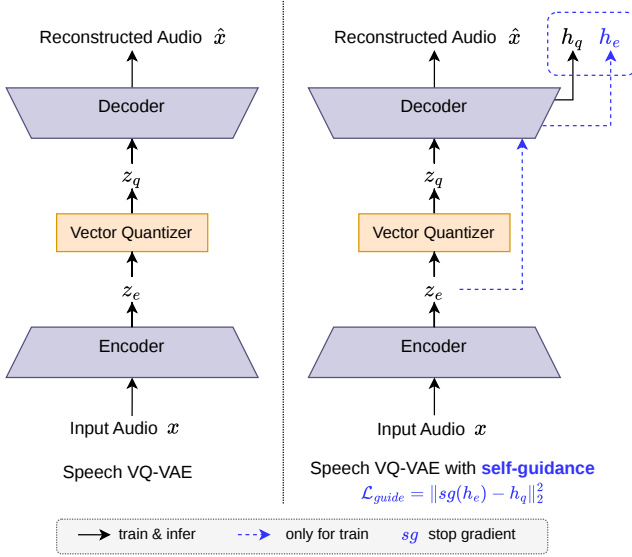 Reconstructed Audio x̂
Decoder
z_q
Vector Quantizer
z_e
Encoder
Input Audio x
Speech VQ-VAE
Reconstructed Audio x̂
h_q h_e
Decoder
z_q
Vector Quantizer
z_e
Encoder
Input Audio x
Speech VQ-VAE with self-guidance
ℒ_guide = ‖sg(h_e) − h_q‖₂²
train & infer only for train sg stop gradient